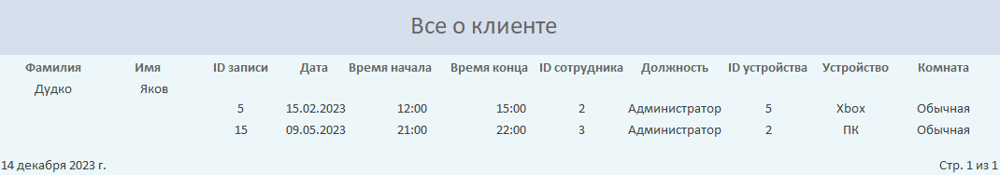 Все о клиенте
Фамилия Имя ID записи Дата Время начала Время конца ID сотрудника Должность ID устройства Устройство Комната
Дудко Яков
5 15.02.2023 12:00 15:00 2 Администратор 5 Xbox Обычная
15 09.05.2023 21:00 22:00 3 Администратор 2 ПК Обычная
14 декабря 2023 г. Стр. 1 из 1